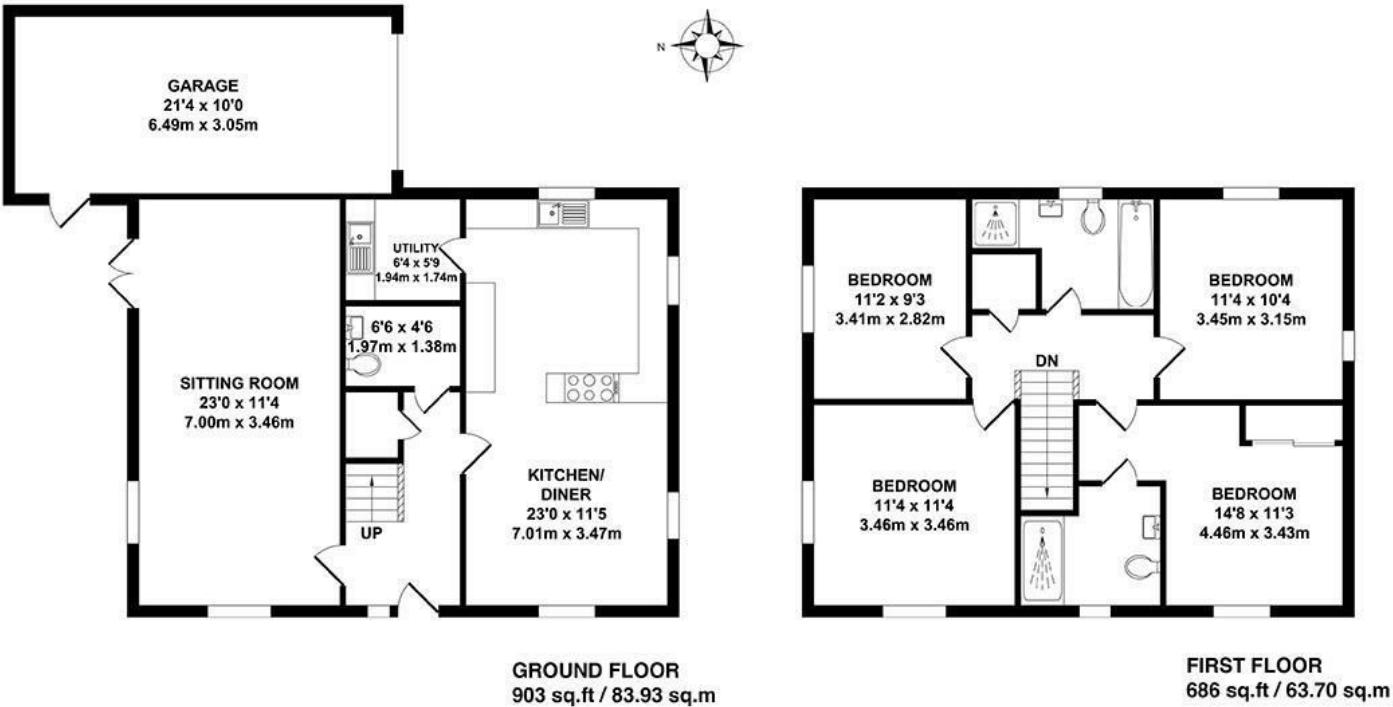 GARAGE
21'4 x 10'0
6.49m x 3.05m
N
UTILITY
6'4 x 5'9
1.94m x 1.74m
6'6 x 4'6
1.97m x 1.38m
SITTING ROOM
23'0 x 11'4
7.00m x 3.46m
UP
KITCHEN/
DINER
23'0 x 11'5
7.01m x 3.47m
GROUND FLOOR
903 sq.ft / 83.93 sq.m
BEDROOM
11'2 x 9'3
3.41m x 2.82m
BEDROOM
11'4 x 10'4
3.45m x 3.15m
DN
BEDROOM
11'4 x 11'4
3.46m x 3.46m
BEDROOM
14'8 x 11'3
4.46m x 3.43m
FIRST FLOOR
686 sq.ft / 63.70 sq.m